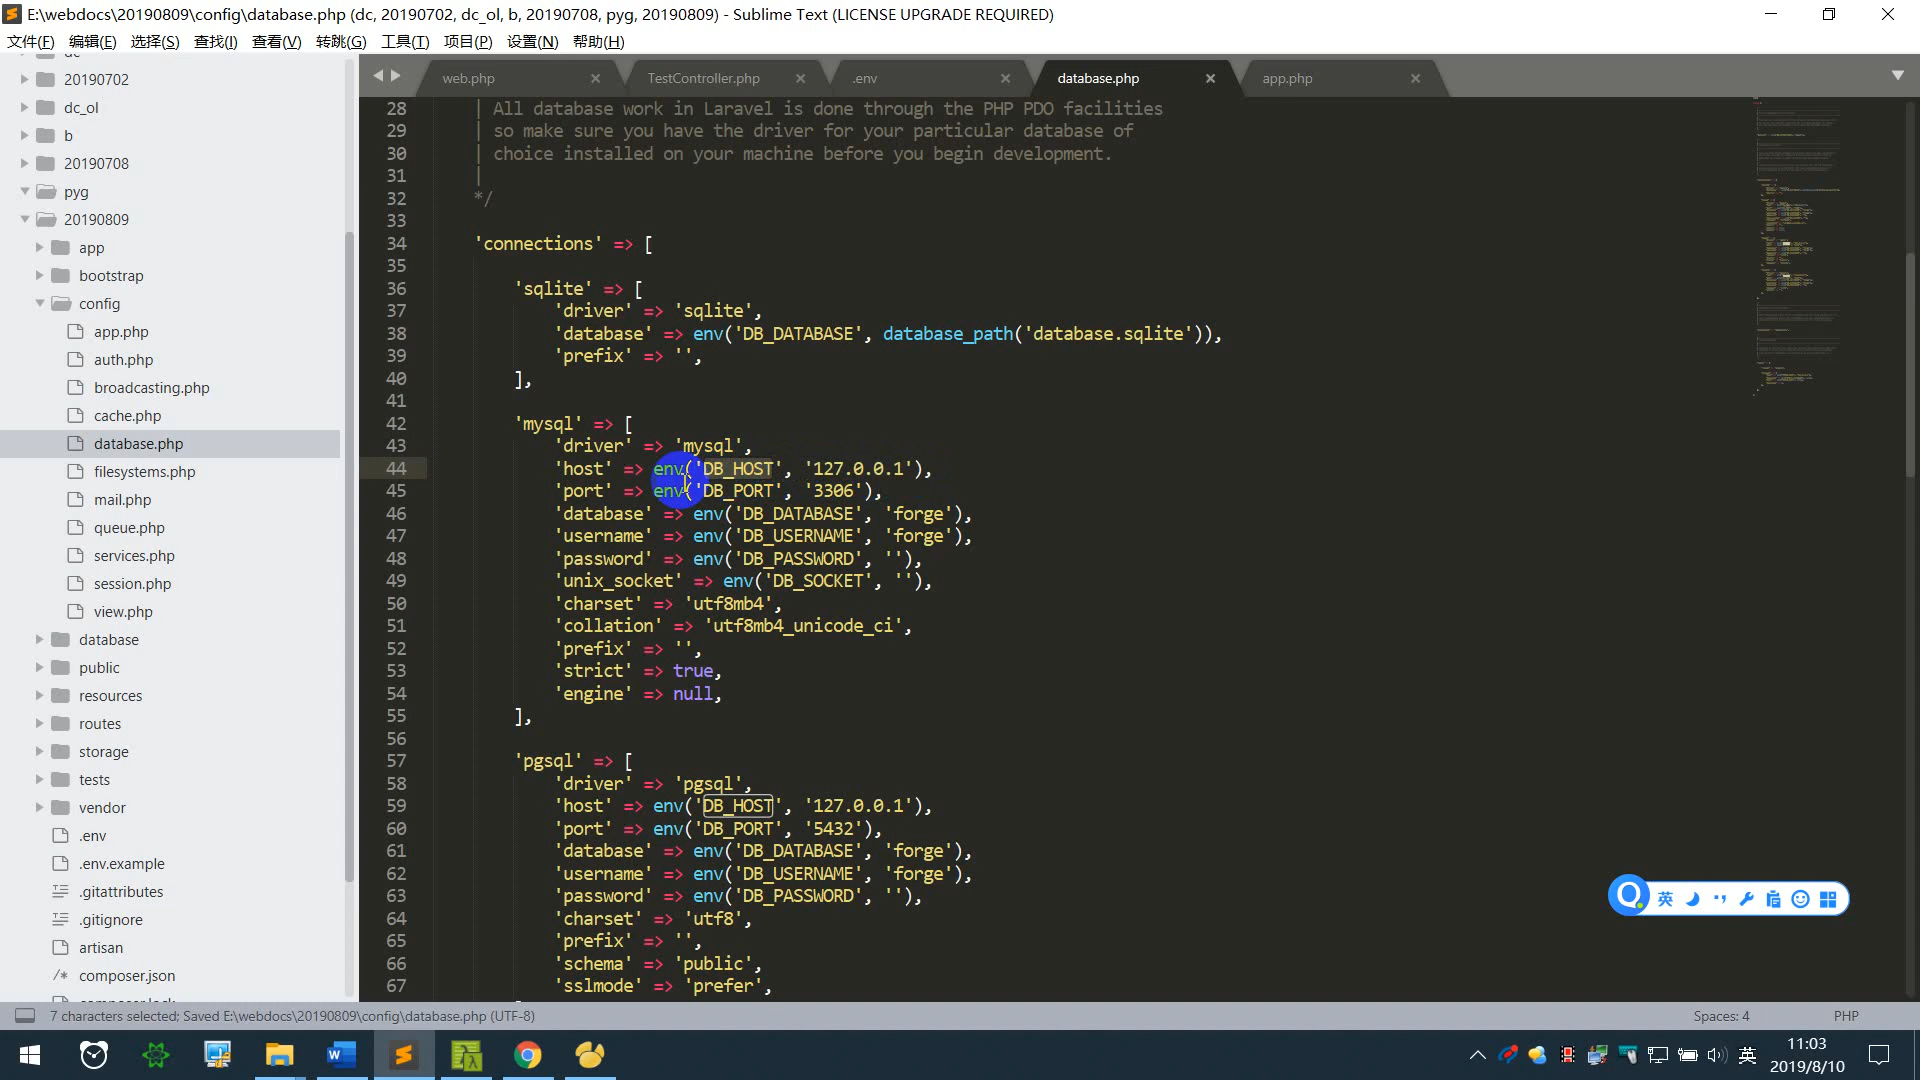 E:\webdocs\20190809\config\database.php (dc, 20190702, dc_ol, b, 20190708, pyg, 20190809) - Sublime Text (LICENSE UPGRADE REQUIRED)
文件(F) 编辑(E) 选择(S) 查找(I) 查看(V) 转跳(G) 工具(T) 项目(P) 设置(N) 帮助(H)
20190702
dc_ol
b
20190708
pyg
20190809
app
bootstrap
config
app.php
auth.php
broadcasting.php
cache.php
database.php
filesystems.php
mail.php
queue.php
services.php
session.php
view.php
database
public
resources
routes
storage
tests
vendor
.env
.env.example
.gitattributes
.gitignore
artisan
composer.json
web.php TestController.php .env database.php app.php
28 | All database work in Laravel is done through the PHP PDO facilities
29 | so make sure you have the driver for your particular database of
30 | choice installed on your machine before you begin development.
31 |
32 */
33
34 'connections' => [
35
36 'sqlite' => [
37 'driver' => 'sqlite',
38 'database' => env('DB_DATABASE', database_path('database.sqlite')),
39 'prefix' => '',
40 ],
41
42 'mysql' => [
43 'driver' => 'mysql',
44 'host' => env('DB_HOST', '127.0.0.1'),
45 'port' => env('DB_PORT', '3306'),
46 'database' => env('DB_DATABASE', 'forge'),
47 'username' => env('DB_USERNAME', 'forge'),
48 'password' => env('DB_PASSWORD', ''),
49 'unix_socket' => env('DB_SOCKET', ''),
50 'charset' => 'utf8mb4',
51 'collation' => 'utf8mb4_unicode_ci',
52 'prefix' => '',
53 'strict' => true,
54 'engine' => null,
55 ],
56
57 'pgsql' => [
58 'driver' => 'pgsql',
59 'host' => env('DB_HOST', '127.0.0.1'),
60 'port' => env('DB_PORT', '5432'),
61 'database' => env('DB_DATABASE', 'forge'),
62 'username' => env('DB_USERNAME', 'forge'),
63 'password' => env('DB_PASSWORD', ''),
64 'charset' => 'utf8',
65 'prefix' => '',
66 'schema' => 'public',
67 'sslmode' => 'prefer',
英
7 characters selected; Saved E:\webdocs\20190809\config\database.php (UTF-8) Spaces: 4 PHP
英
11:03
2019/8/10